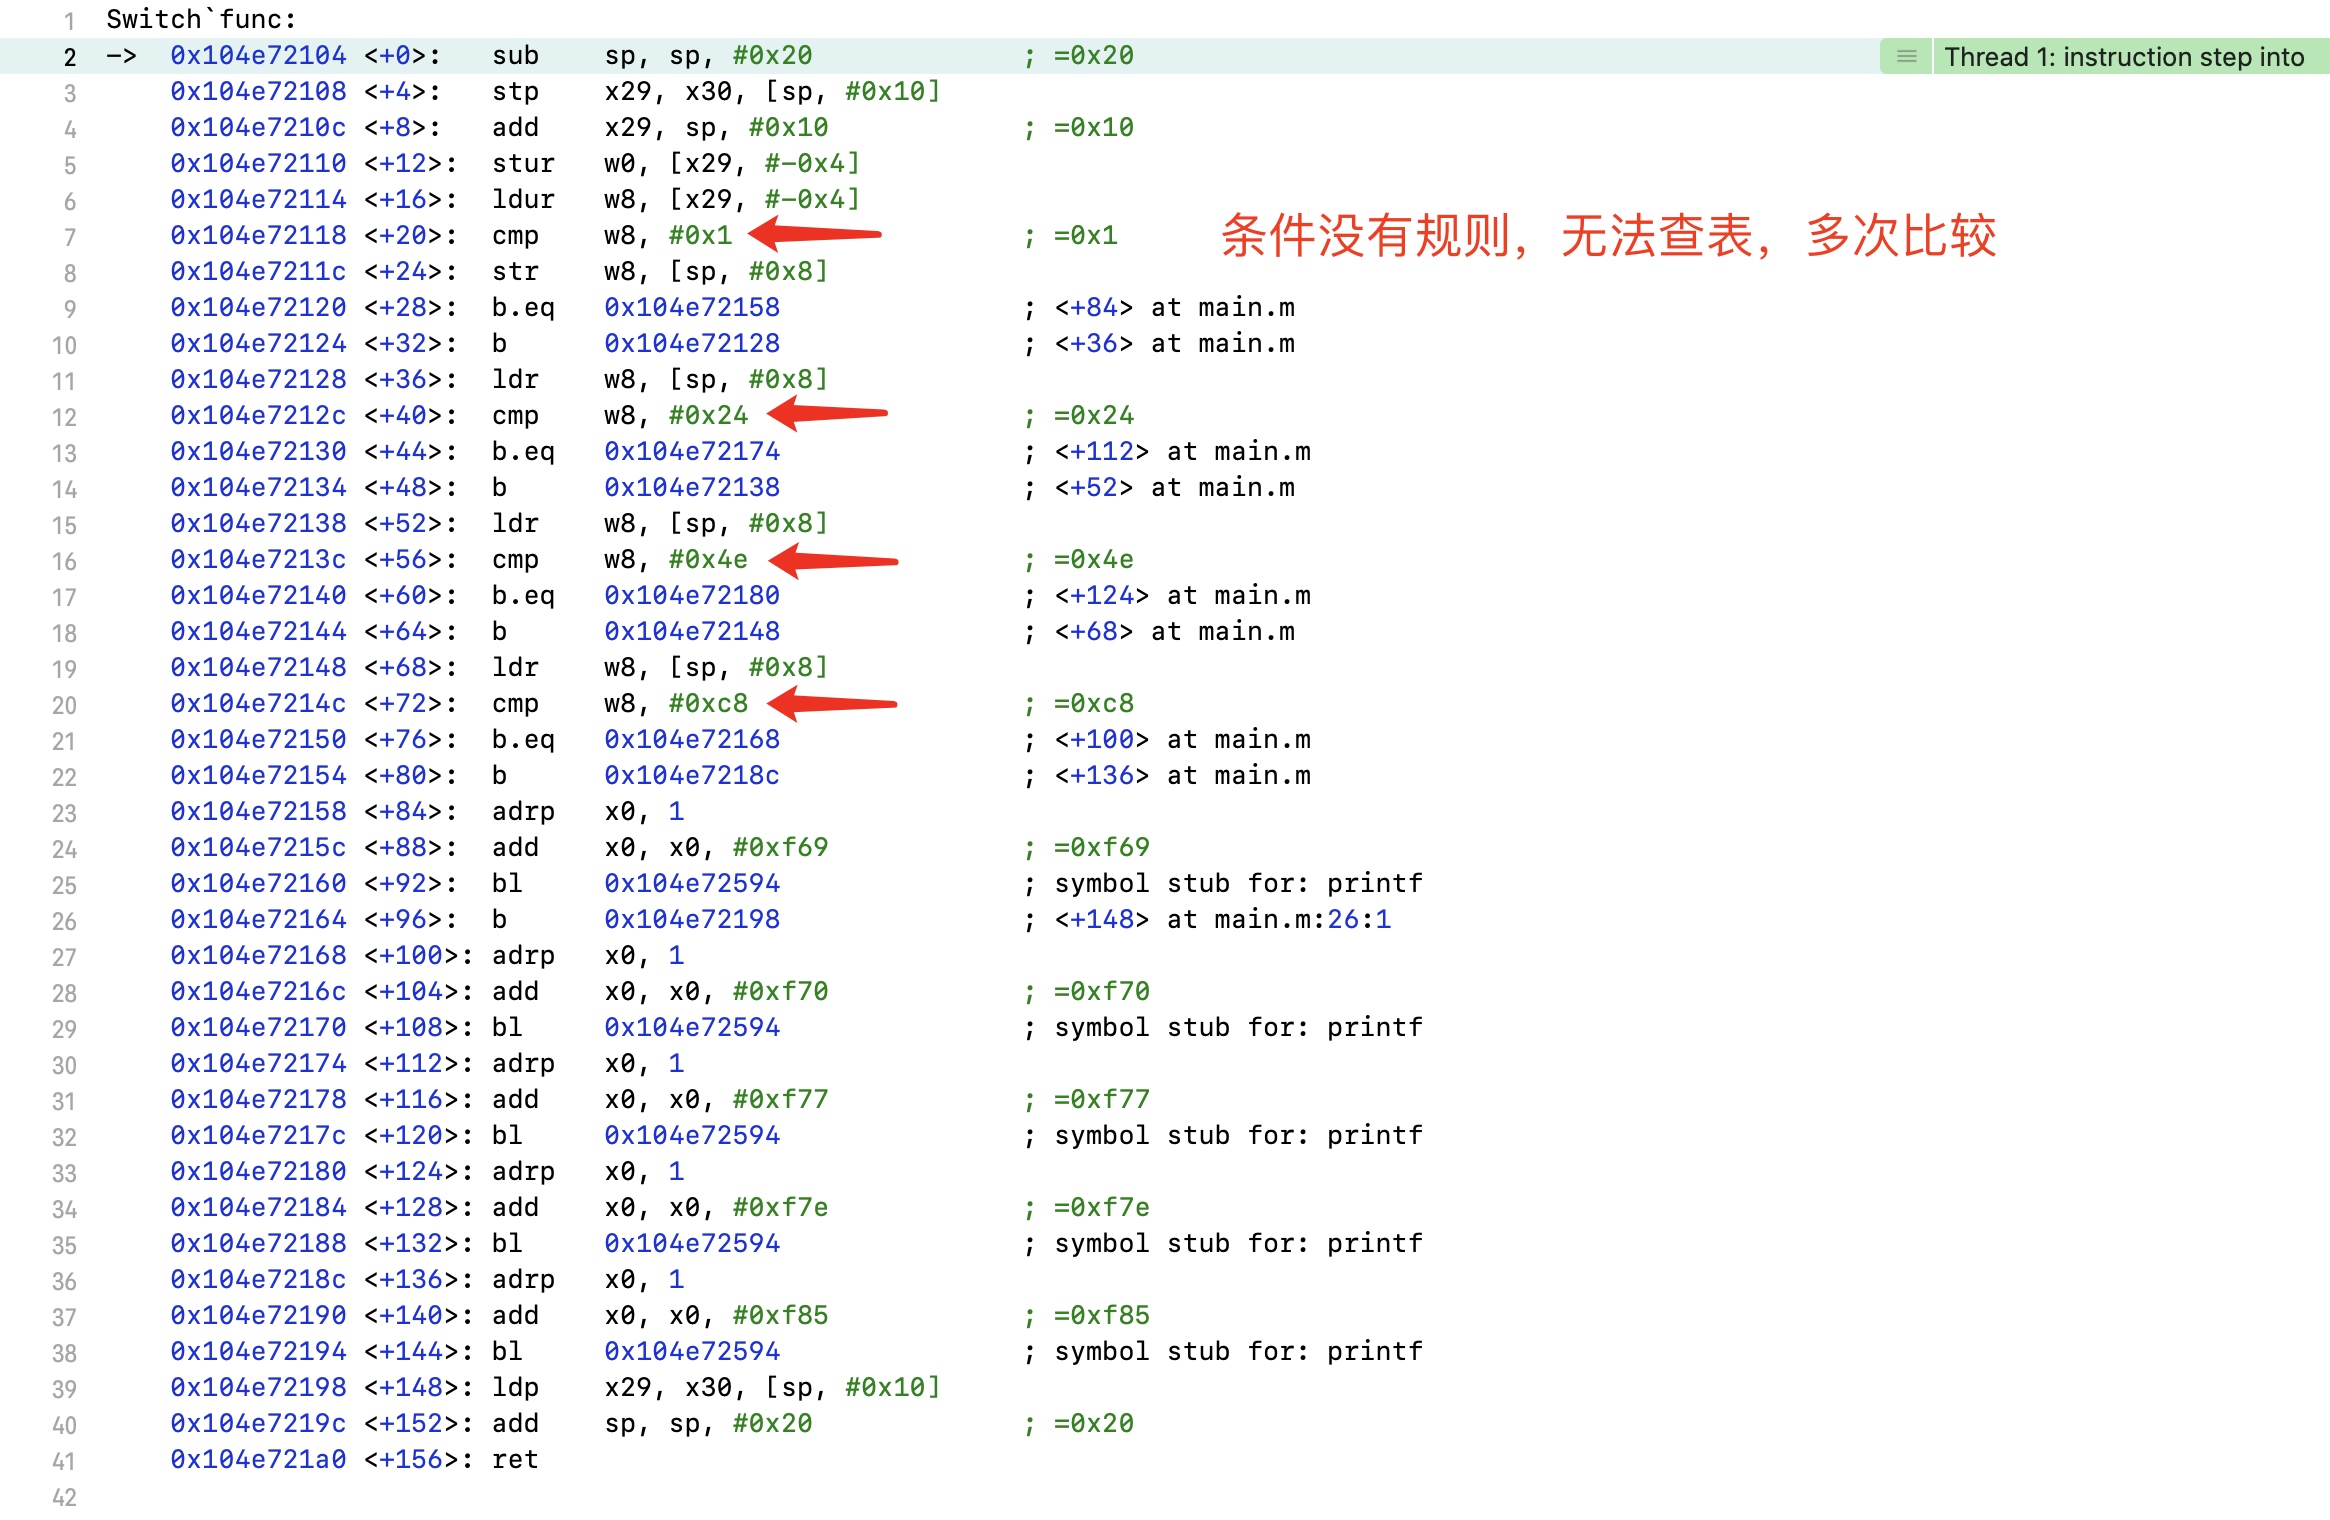 1 Switch`func:
2 -> 0x104e72104 <+0>: sub sp, sp, #0x20 ; =0x20 Thread 1: instruction step into
3 0x104e72108 <+4>: stp x29, x30, [sp, #0x10]
4 0x104e7210c <+8>: add x29, sp, #0x10 ; =0x10
5 0x104e72110 <+12>: stur w0, [x29, #-0x4]
6 0x104e72114 <+16>: ldur w8, [x29, #-0x4]
7 0x104e72118 <+20>: cmp w8, #0x1 ; =0x1 条件没有规则，无法查表，多次比较
8 0x104e7211c <+24>: str w8, [sp, #0x8]
9 0x104e72120 <+28>: b.eq 0x104e72158 ; <+84> at main.m
10 0x104e72124 <+32>: b 0x104e72128 ; <+36> at main.m
11 0x104e72128 <+36>: ldr w8, [sp, #0x8]
12 0x104e7212c <+40>: cmp w8, #0x24 ; =0x24
13 0x104e72130 <+44>: b.eq 0x104e72174 ; <+112> at main.m
14 0x104e72134 <+48>: b 0x104e72138 ; <+52> at main.m
15 0x104e72138 <+52>: ldr w8, [sp, #0x8]
16 0x104e7213c <+56>: cmp w8, #0x4e ; =0x4e
17 0x104e72140 <+60>: b.eq 0x104e72180 ; <+124> at main.m
18 0x104e72144 <+64>: b 0x104e72148 ; <+68> at main.m
19 0x104e72148 <+68>: ldr w8, [sp, #0x8]
20 0x104e7214c <+72>: cmp w8, #0xc8 ; =0xc8
21 0x104e72150 <+76>: b.eq 0x104e72168 ; <+100> at main.m
22 0x104e72154 <+80>: b 0x104e7218c ; <+136> at main.m
23 0x104e72158 <+84>: adrp x0, 1
24 0x104e7215c <+88>: add x0, x0, #0xf69 ; =0xf69
25 0x104e72160 <+92>: bl 0x104e72594 ; symbol stub for: printf
26 0x104e72164 <+96>: b 0x104e72198 ; <+148> at main.m:26:1
27 0x104e72168 <+100>: adrp x0, 1
28 0x104e7216c <+104>: add x0, x0, #0xf70 ; =0xf70
29 0x104e72170 <+108>: bl 0x104e72594 ; symbol stub for: printf
30 0x104e72174 <+112>: adrp x0, 1
31 0x104e72178 <+116>: add x0, x0, #0xf77 ; =0xf77
32 0x104e7217c <+120>: bl 0x104e72594 ; symbol stub for: printf
33 0x104e72180 <+124>: adrp x0, 1
34 0x104e72184 <+128>: add x0, x0, #0xf7e ; =0xf7e
35 0x104e72188 <+132>: bl 0x104e72594 ; symbol stub for: printf
36 0x104e7218c <+136>: adrp x0, 1
37 0x104e72190 <+140>: add x0, x0, #0xf85 ; =0xf85
38 0x104e72194 <+144>: bl 0x104e72594 ; symbol stub for: printf
39 0x104e72198 <+148>: ldp x29, x30, [sp, #0x10]
40 0x104e7219c <+152>: add sp, sp, #0x20 ; =0x20
41 0x104e721a0 <+156>: ret
42